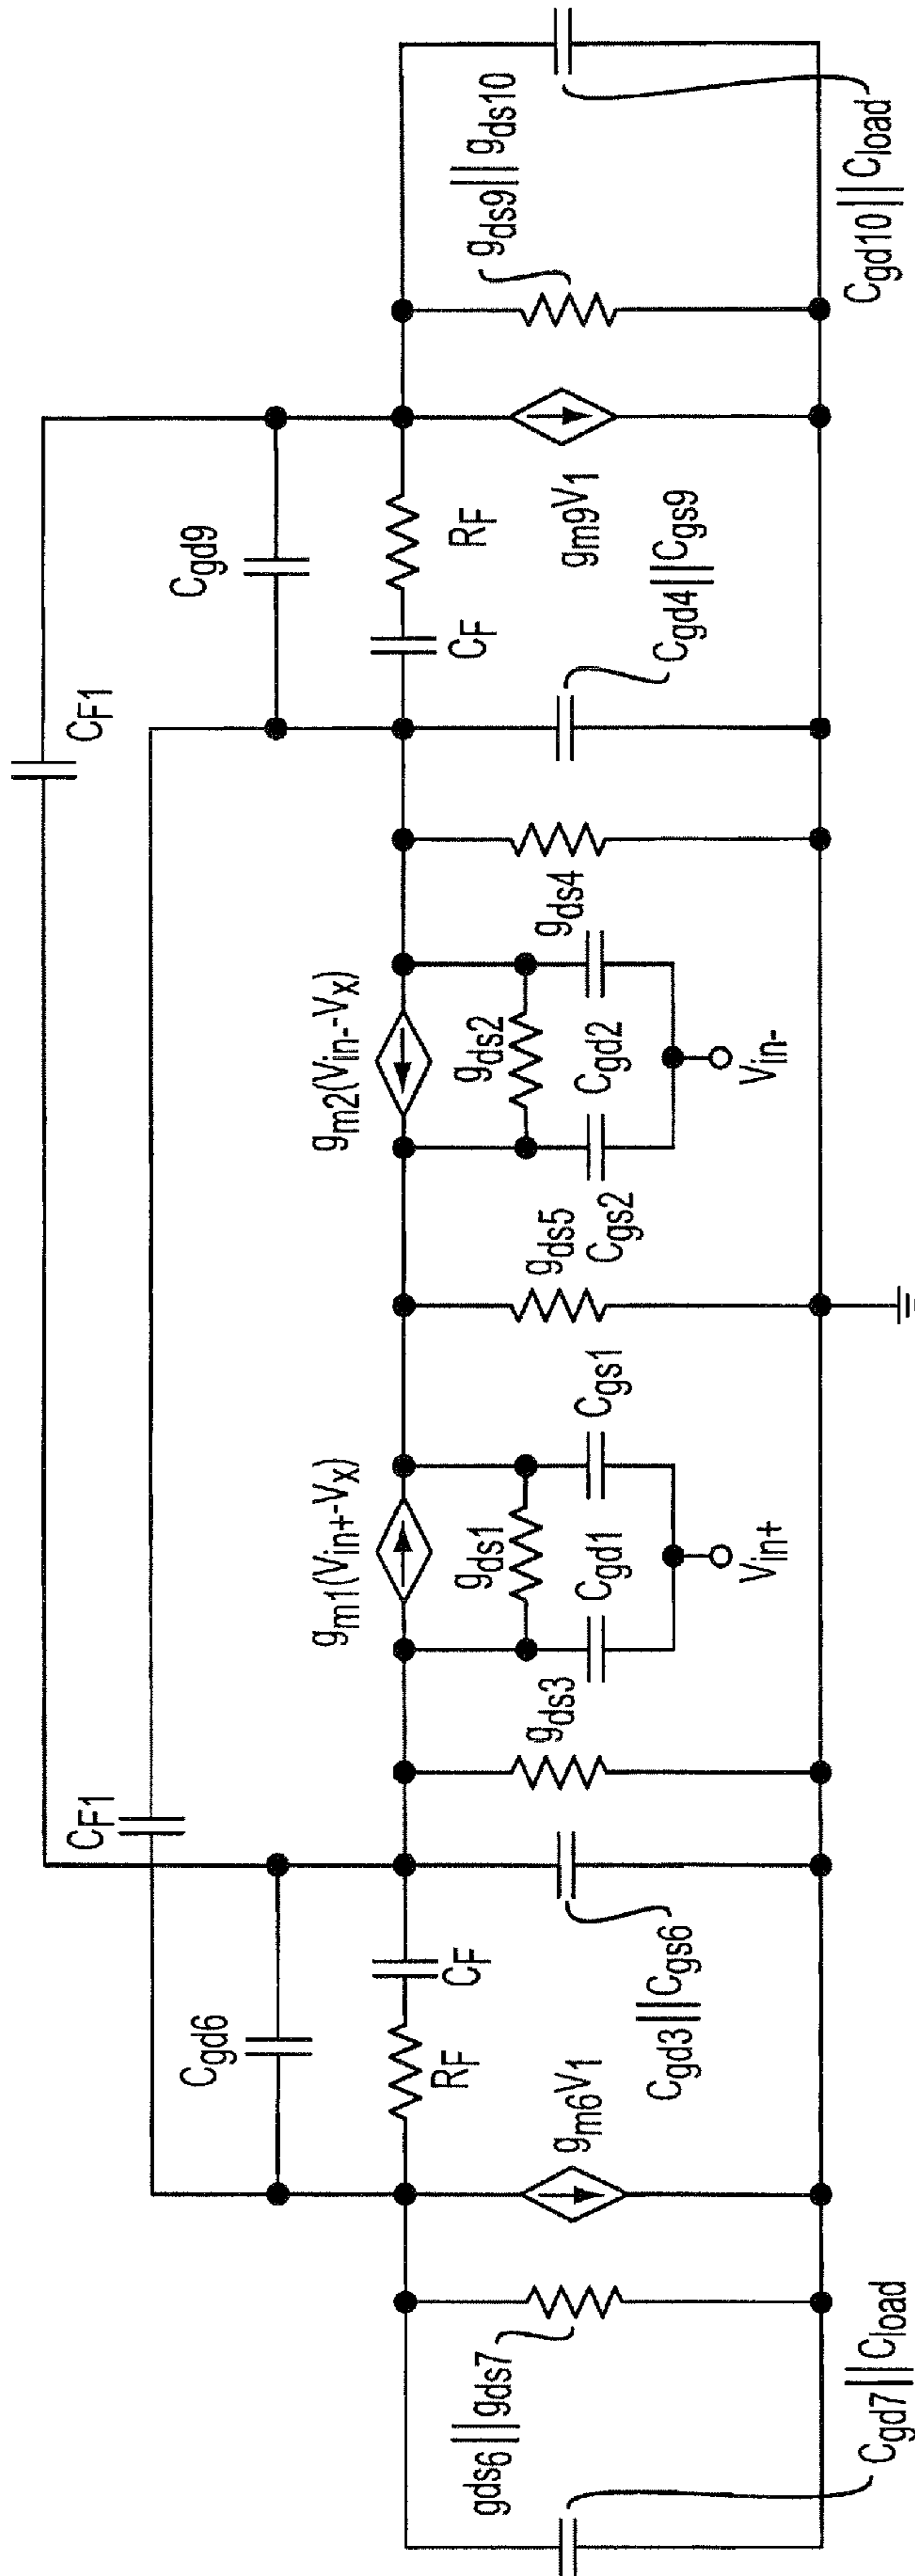 CF1
CF1
Cgd6
Cgd9
RF
CF
CF
RF
gm1(Vin+-Vx)
gm2(Vin--Vx)
gds6||gds7
gm6V1
Cgd3||Cgs6
gds3
gds1
Cgd1
Cgs1
Vin+
gds5
Cgs2
gds2
Cgd2
Vin-
gds4
Cgd4||Cgs9
gm9V1
gds9||gds10
Cgd7||Cload
Cgd10||Cload